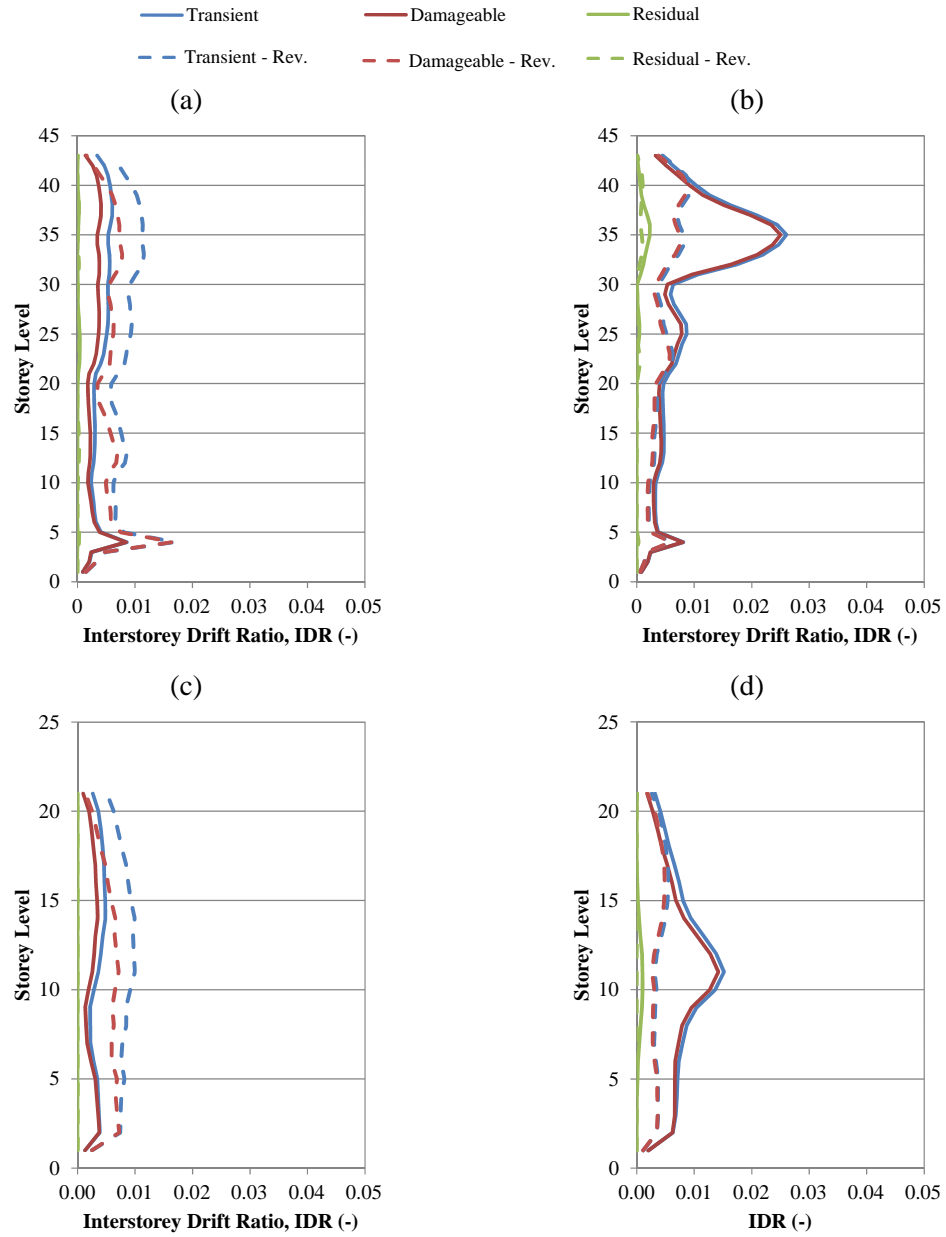 Transient Damageable Residual
Transient - Rev. Damageable - Rev. Residual - Rev.
(a) (b)
45 45
40 40
35 35
30 30
25 25
20 20
15 15
10 10
5 5
0 0
Storey Level Storey Level
0 0.01 0.02 0.03 0.04 0.05 0 0.01 0.02 0.03 0.04 0.05
Interstorey Drift Ratio, IDR (-) Interstorey Drift Ratio, IDR (-)
(c) (d)
25 25
20 20
15 15
10 10
5 5
0 0
Storey Level Storey Level
0.00 0.01 0.02 0.03 0.04 0.05 0.00 0.01 0.02 0.03 0.04 0.05
Interstorey Drift Ratio, IDR (-) IDR (-)